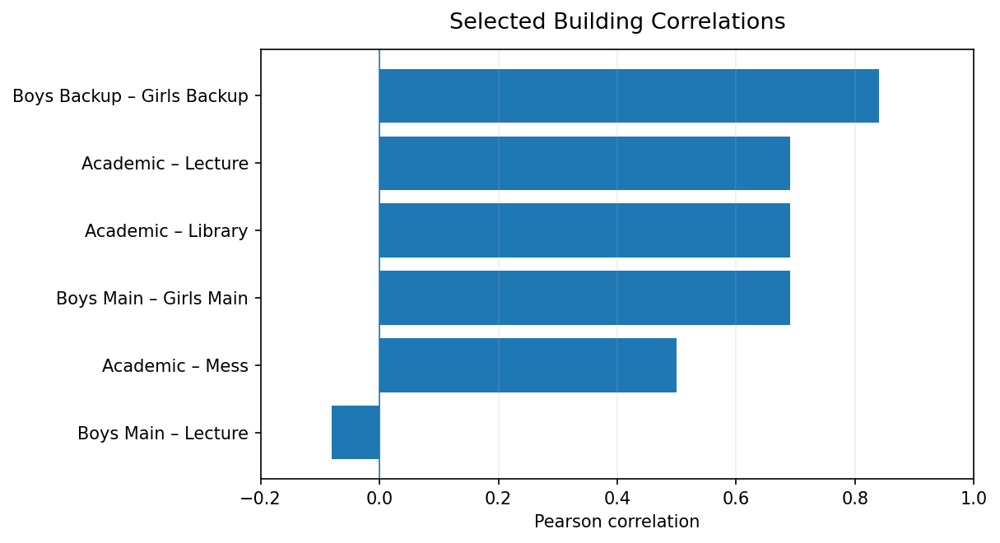 Selected Building Correlations
Boys Backup – Girls Backup
Academic – Lecture
Academic – Library
Boys Main – Girls Main
Academic – Mess
Boys Main – Lecture
−0.2 0.0 0.2 0.4 0.6 0.8 1.0
Pearson correlation